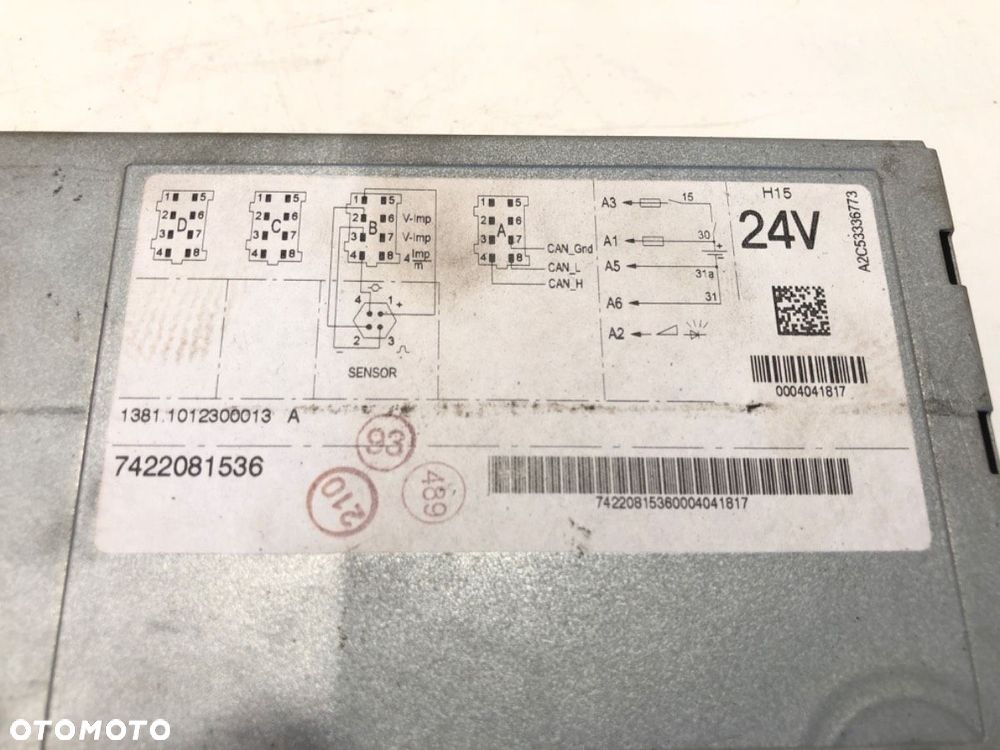 1 5
2 6
3 7
4 8
D
1 5
2 6
3 7
4 8
C
1 5
2 6
3 7
4 8
B
V-Imp
V-Imp
4 Imp
m
4 1 +
2 3
−
SENSOR
1 5
2 6
3 7
4 8
A
CAN_Gnd
CAN_L
CAN_H
A3 15
A1 30
A5 31a
A6 31
A2
+
H15
24V
A2C53336773
0004041817
1381.1012300013 A
7422081536
93
210
489
74220815360004041817
OTOMOTO